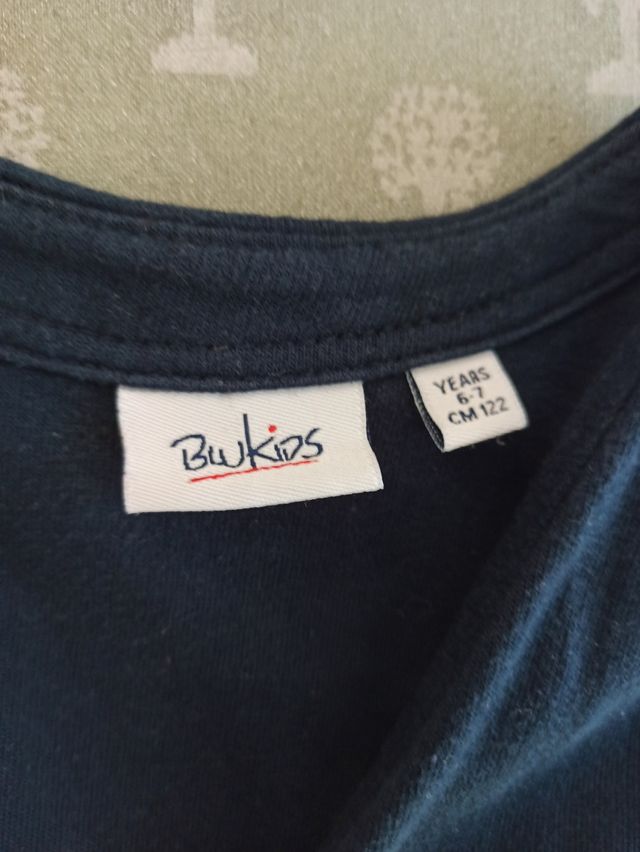 BLUKIDS
YEARS
6-7
CM 122